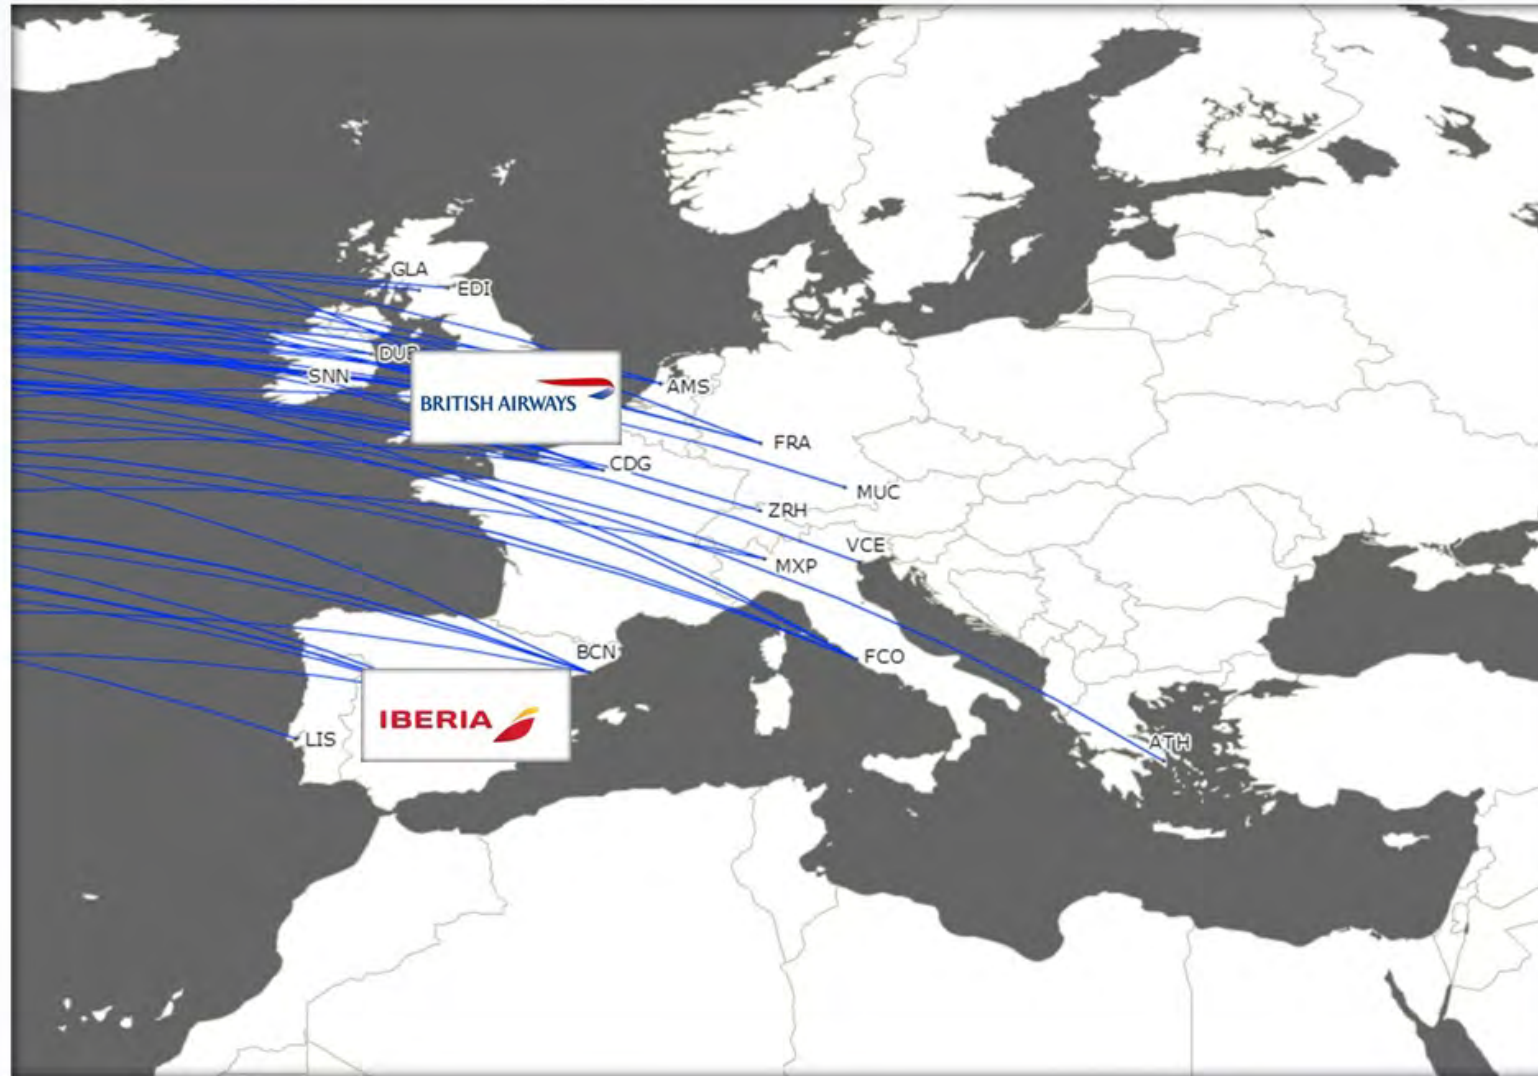 GLA
EDI
DUB
SNN
BRITISH AIRWAYS
AMS
FRA
CDG
MUC
ZRH
VCE
MXP
BCN
FCO
IBERIA
LIS
ATH